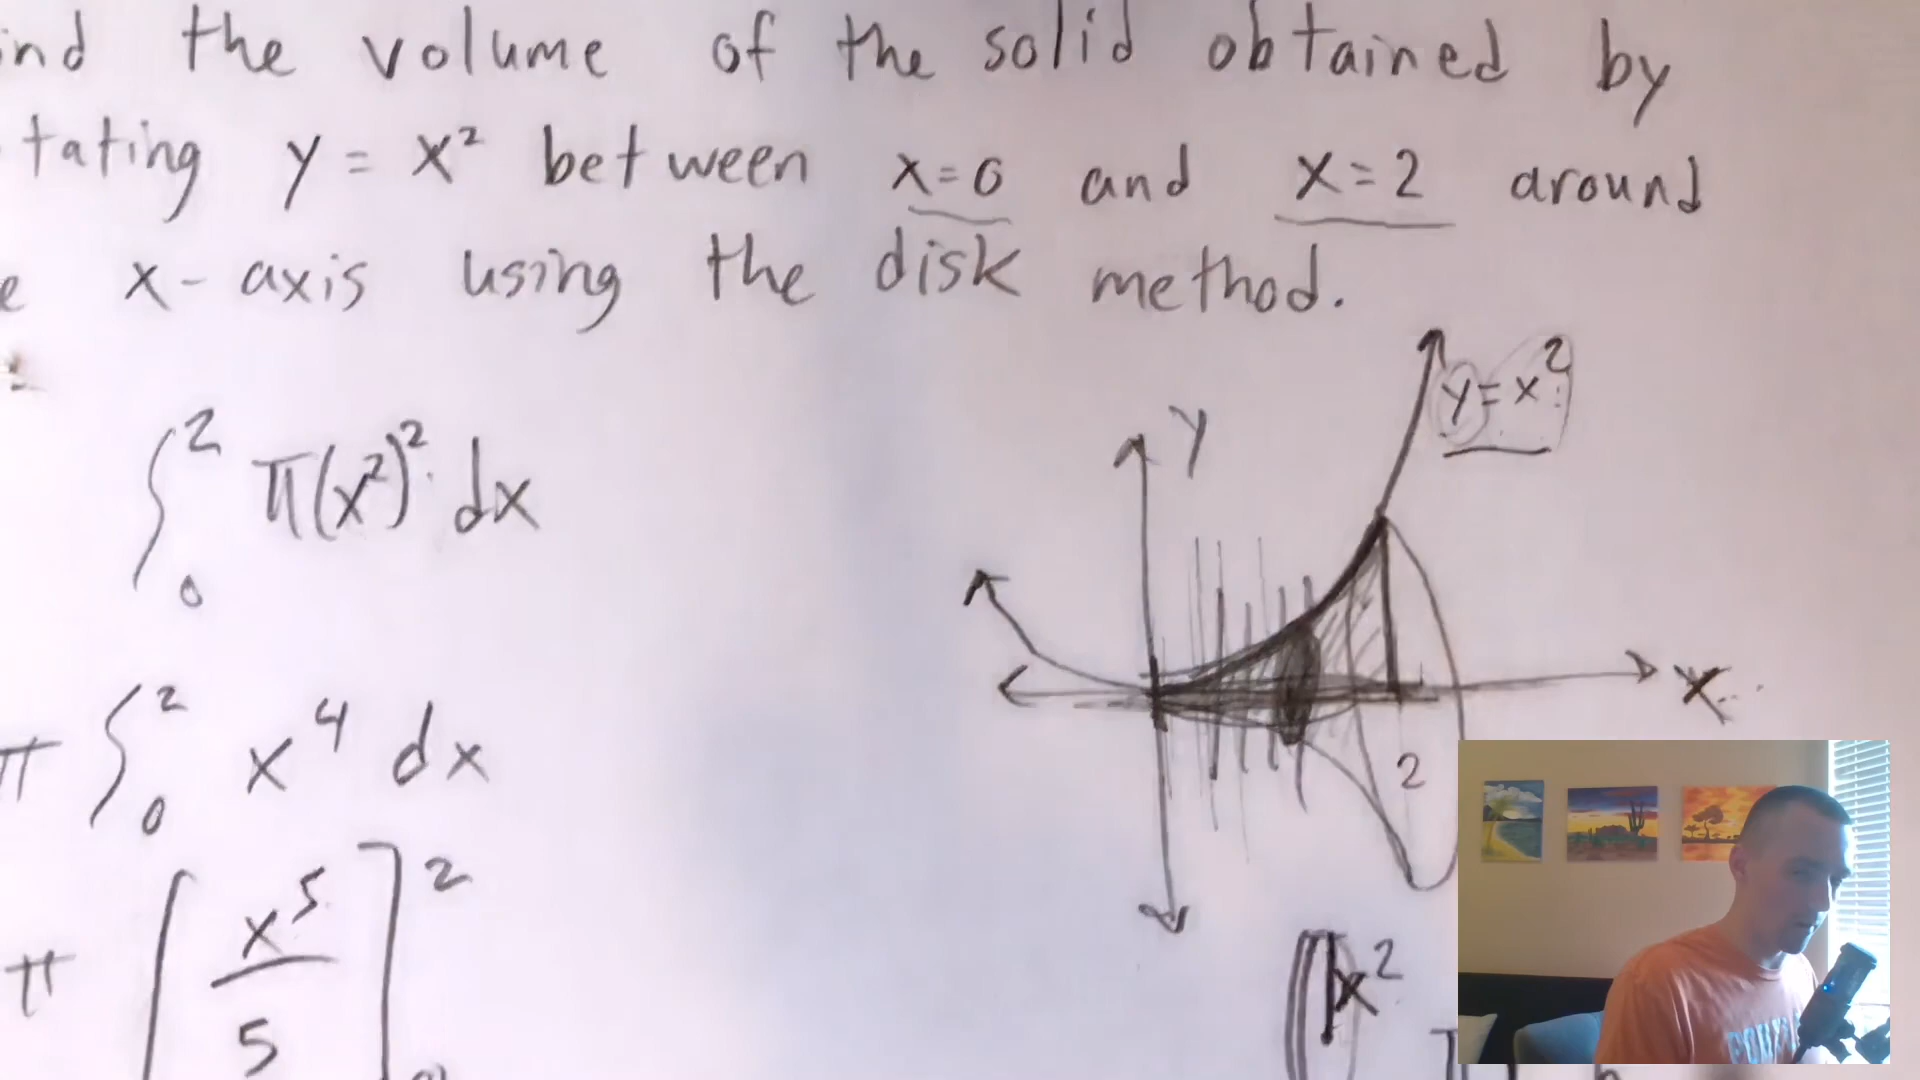 ind the volume of the solid obtained by
tating y = x² between x=0 and x=2 around
e x-axis using the disk method.
∫₀² π(x²)² dx
π ∫₀² x⁴ dx
π [x⁵/5]²
y
y = x²
x
2
x²